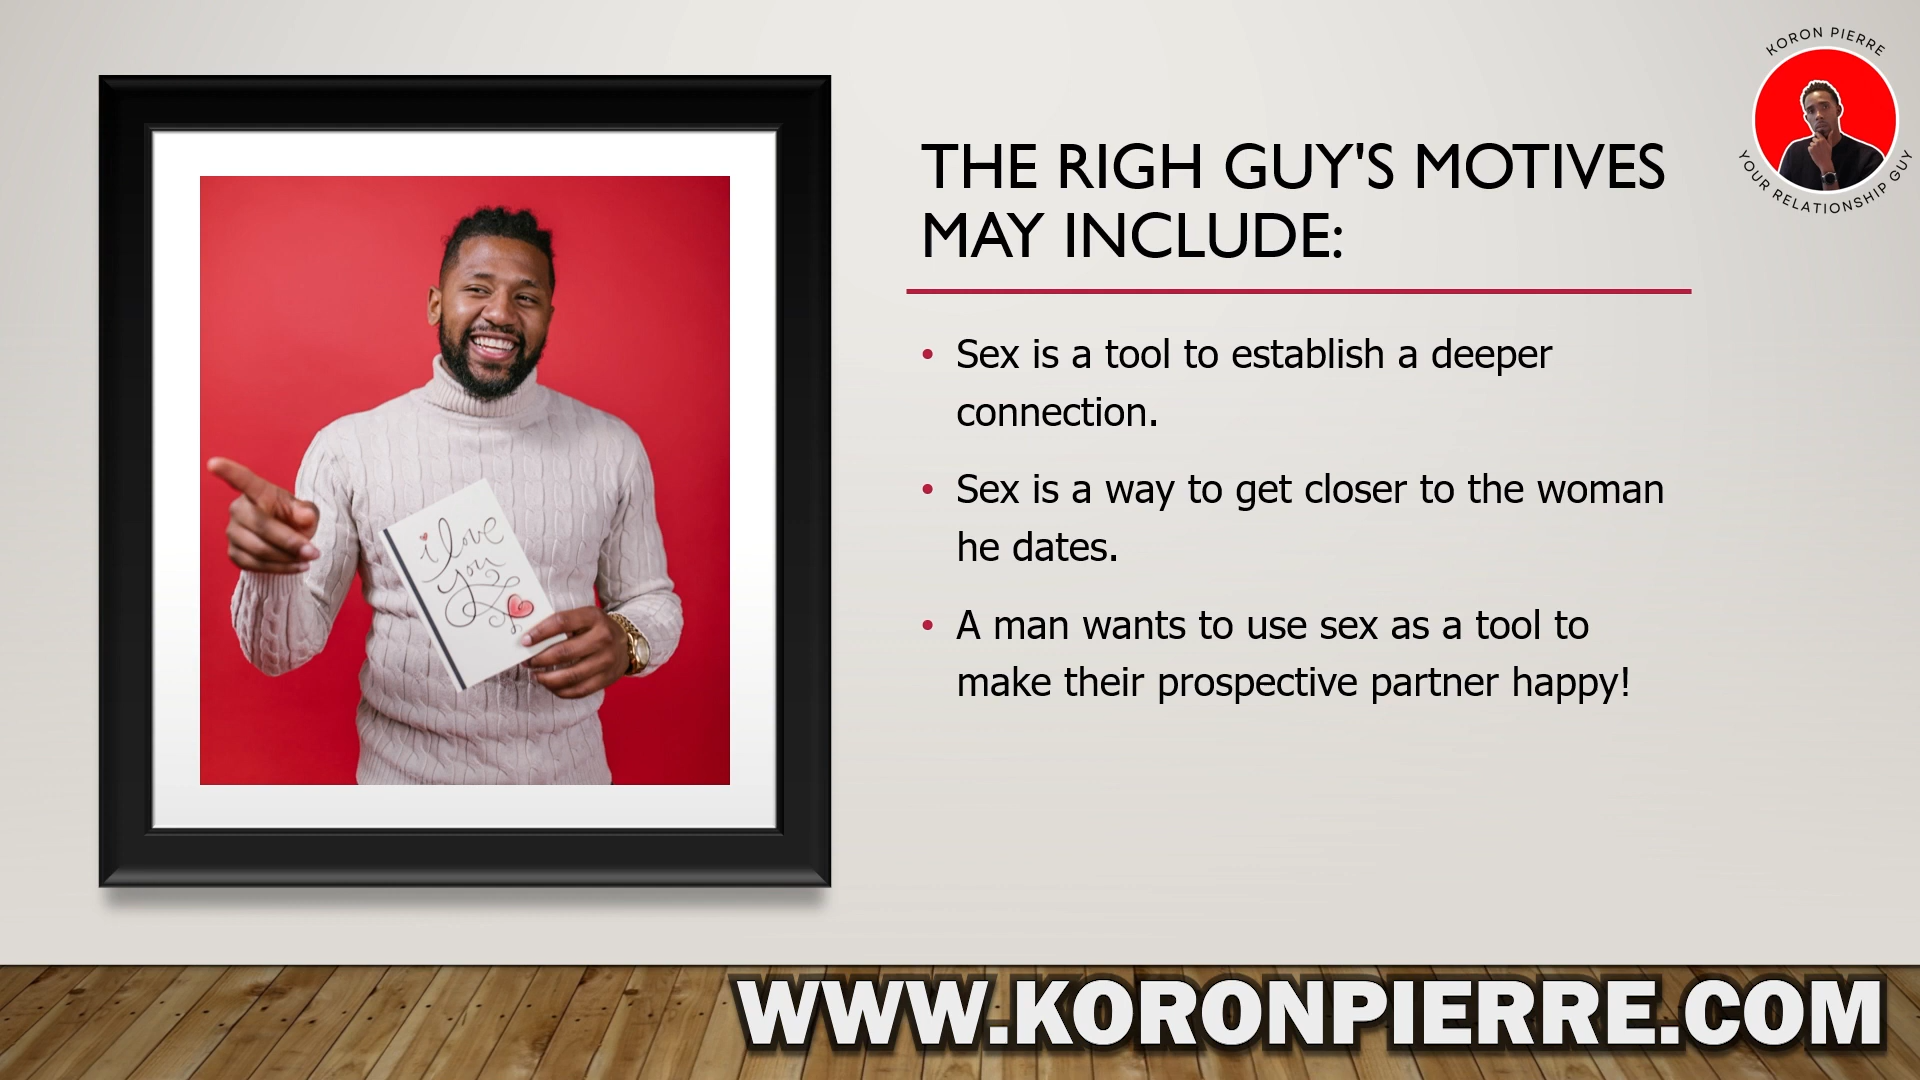 KORON PIERRE
YOUR RELATIONSHIP GUY
THE RIGH GUY'S MOTIVES
MAY INCLUDE:
• Sex is a tool to establish a deeper
connection.
• Sex is a way to get closer to the woman
he dates.
• A man wants to use sex as a tool to
make their prospective partner happy!
i love
you
WWW.KORONPIERRE.COM